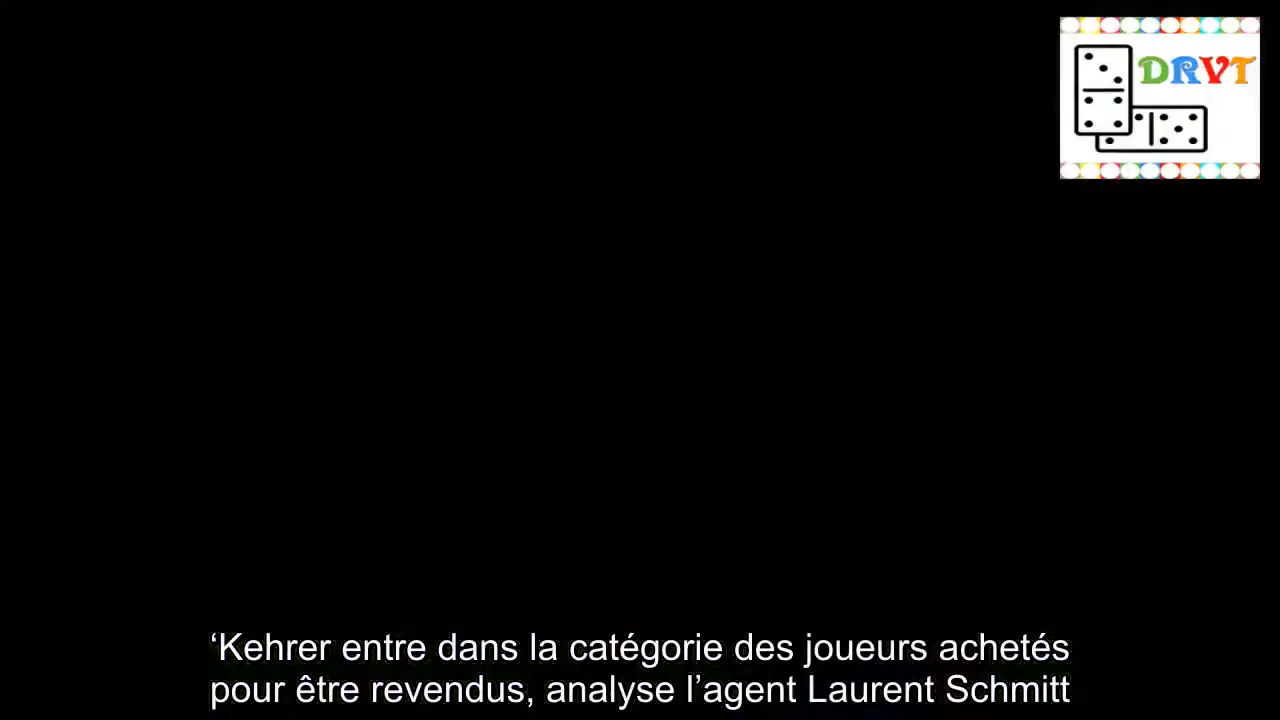 DRVT
‘Kehrer entre dans la catégorie des joueurs achetés
pour être revendus, analyse l’agent Laurent Schmitt